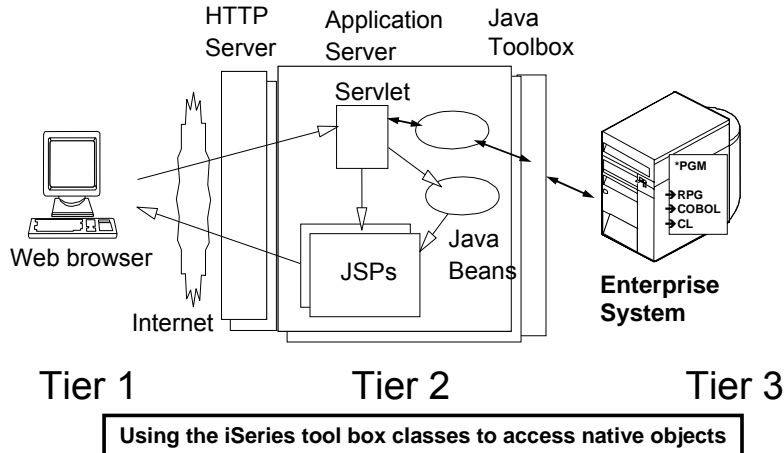 HTTP
Server
Application
Server
Java
Toolbox
Servlet
*PGM
RPG
COBOL
CL
Web browser
Java
Beans
JSPs
Internet
Enterprise
System
Tier 1
Tier 2
Tier 3
Using the iSeries tool box classes to access native objects